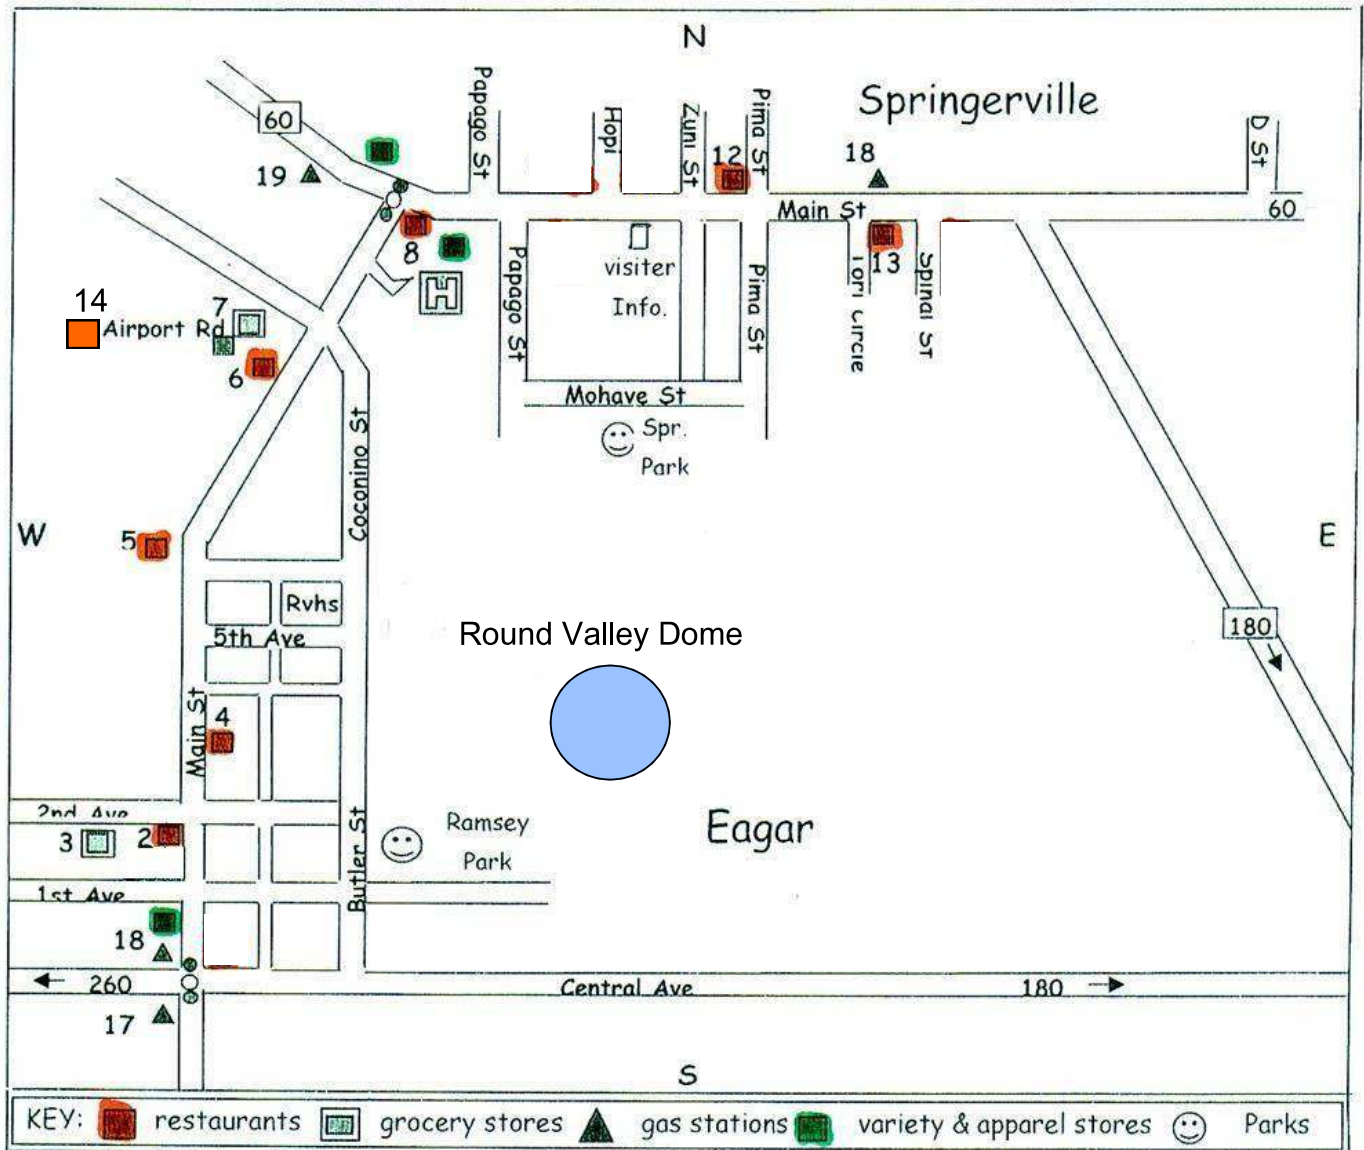 N
Springerville
60
Papago St
Hopi
Zuni St
Pima St
12
18
D St
19
Main St
60
8
13
H
visiter
Info.
Papago St
Pima St
Spinal St
14
7
Airport Rd
6
Mohave St
Spr.
Park
Coconino St
W
5
E
Rvhs
5th Ave
Round Valley Dome
180
Main St
4
2nd Ave
3
2
Butler St
Ramsey
Park
Eagar
1st Ave
18
260
Central Ave
180
17
S
KEY: restaurants grocery stores gas stations variety & apparel stores Parks